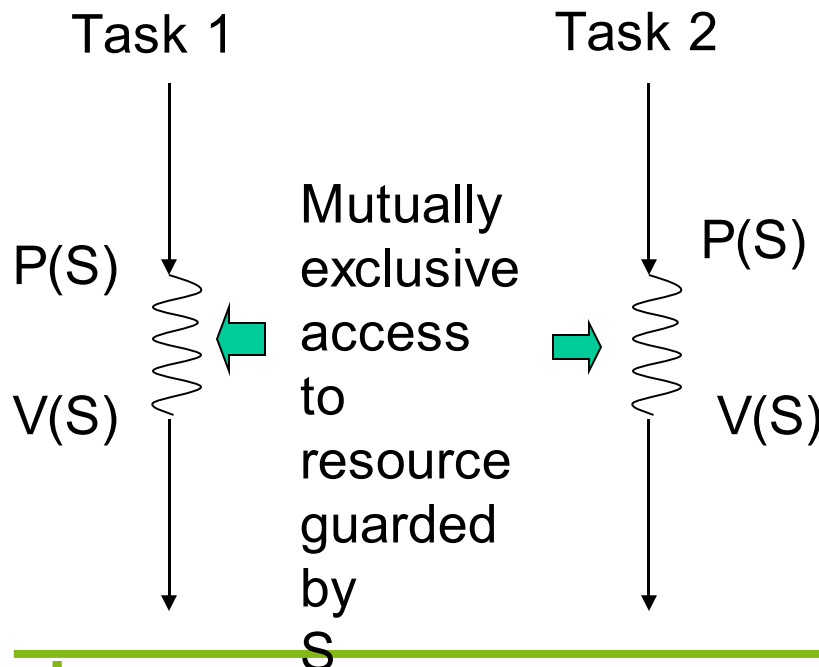 Task 1
Task 2
P(S)
V(S)
Mutually
exclusive
access
to
resource
guarded
by
S
P(S)
V(S)